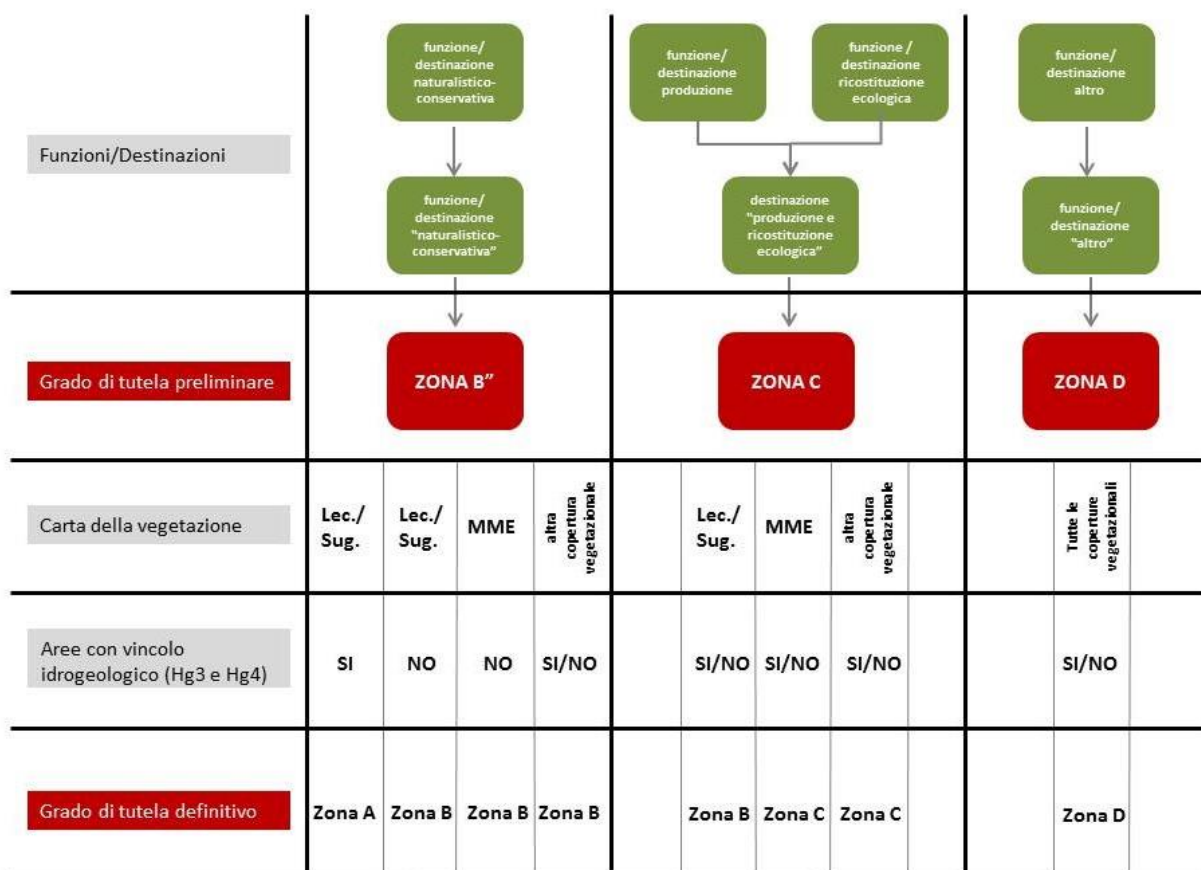 funzione/
destinazione
naturalistico-
conservativa
funzione/
destinazione
produzione
funzione /
destinazione
ricostituzione
ecologica
funzione/
destinazione
altro
Funzioni/Destinazioni
funzione/
destinazione
"naturalistico-
conservativa"
destinazione
"produzione e
ricostituzione
ecologica"
funzione/
destinazione
"altro"
Grado di tutela preliminare
ZONA B"
ZONA C
ZONA D
Carta della vegetazione
Lec./
Sug.
Lec./
Sug.
MME
altra
copertura
vegetazionale
Lec./
Sug.
MME
altra
copertura
vegetazionale
Tutte le
coperture
vegetazionali
Aree con vincolo
idrogeologico (Hg3 e Hg4)
SI
NO
NO
SI/NO
SI/NO
SI/NO
SI/NO
SI/NO
Grado di tutela definitivo
Zona A
Zona B
Zona B
Zona B
Zona B
Zona C
Zona C
Zona D